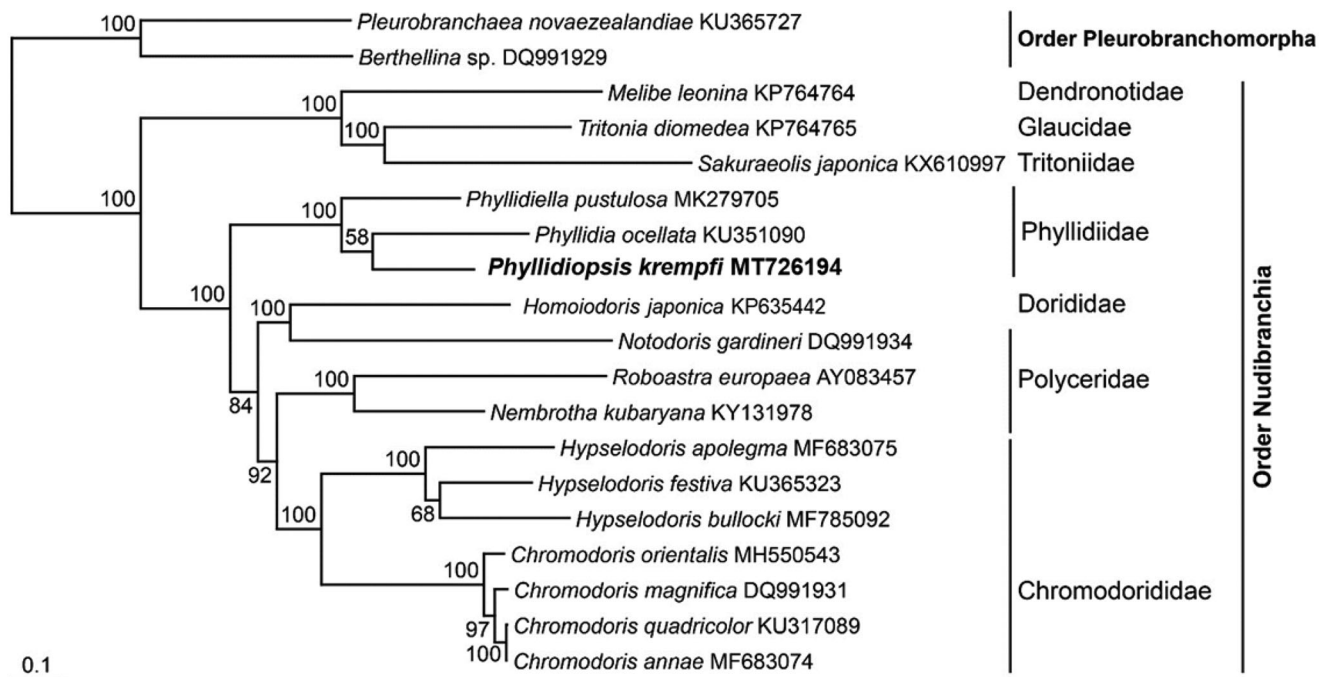 100 Pleurobranchaea novaezealandiae KU365727
Order Pleurobranchomorpha
Berthellina sp. DQ991929
100 Melibe leonina KP764764 Dendronotidae
100 Tritonia diomedea KP764765 Glaucidae
Sakuraeolis japonica KX610997 Tritoniidae
100 100 Phyllidiella pustulosa MK279705
58 Phyllidia ocellata KU351090 Phyllidiidae
Phyllidiopsis krempfi MT726194
100 100 Homoiodoris japonica KP635442 Dorididae
Notodoris gardineri DQ991934
100 Roboastra europaea AY083457 Polyceridae
84 Nembrotha kubaryana KY131978
100 Hypselodoris apolegma MF683075
92 Hypselodoris festiva KU365323
100 68 Hypselodoris bullocki MF785092
Chromodoris orientalis MH550543
100 Chromodoris magnifica DQ991931 Chromodorididae
97 Chromodoris quadricolor KU317089
100 Chromodoris annae MF683074
0.1
Order Nudibranchia